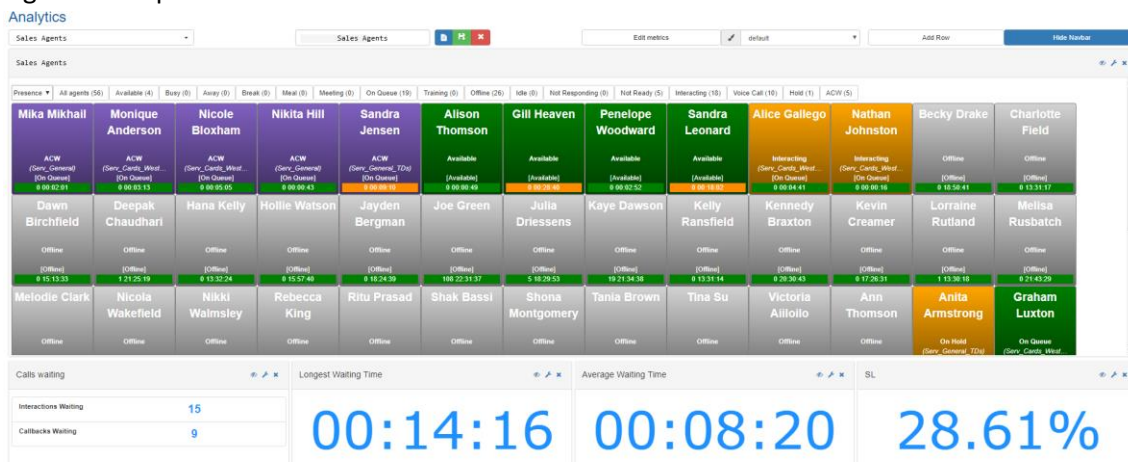 Analytics
Sales Agents
Sales Agents
Edit metrics
default
Add Row
Hide Navbar
Sales Agents
Presence
All agents (56)
Available (4)
Busy (0)
Away (0)
Break (0)
Meal (0)
Meeting (0)
On Queue (19)
Training (0)
Offline (26)
Idle (0)
Not Responding (0)
Not Ready (5)
Interacting (18)
Voice Call (10)
Hold (1)
ACW (5)
Mika Mikhail
ACW
(Serv_General)
[On Queue]
0 00:02:01
Monique Anderson
ACW
(Serv_Cards_West...
[On Queue]
0 00:03:13
Nicole Bloxham
ACW
(Serv_Cards_West...
[On Queue]
0 00:05:05
Nikita Hill
ACW
(Serv_General)
[On Queue]
0 00:00:43
Sandra Jensen
ACW
(Serv_General_TDs)
[On Queue]
0 00:00:10
Alison Thomson
Available
[Available]
0 00:00:49
Gill Heaven
Available
[Available]
Penelope Woodward
Available
[Available]
0 00:02:52
Sandra Leonard
Available
[Available]
Alice Gallego
Interacting
(Serv_Cards_West...
[On Queue]
0 00:04:41
Nathan Johnston
Interacting
(Serv_Cards_West...
[On Queue]
0 00:00:16
Becky Drake
Offline
[Offline]
0 18:50:41
Charlotte Field
Offline
[Offline]
0 13:31:17
Dawn Birchfield
Offline
[Offline]
0 15:13:33
Deepak Chaudhari
Offline
[Offline]
1 21:25:19
Hana Kelly
Offline
[Offline]
0 13:32:24
Hollie Watson
Offline
[Offline]
0 15:57:40
Jayden Bergman
Offline
[Offline]
0 18:24:39
Joe Green
Offline
[Offline]
108 22:31:37
Julia Driessens
Offline
[Offline]
5 18:29:53
Kaye Dawson
Offline
[Offline]
19 21:34:38
Kelly Ransfield
Offline
[Offline]
0 13:31:14
Kennedy Braxton
Offline
[Offline]
0 20:30:43
Kevin Creamer
Offline
[Offline]
0 17:26:31
Lorraine Rutland
Offline
[Offline]
1 13:30:18
Melisa Rusbatch
Offline
[Offline]
0 21:43:29
Melodie Clark
Offline
Nicola Wakefield
Offline
Nikki Walmsley
Offline
Rebecca King
Offline
Ritu Prasad
Offline
Shak Bassi
Offline
Shona Montgomery
Offline
Tania Brown
Offline
Tina Su
Offline
Victoria Aiiloilo
Offline
Ann Thomson
Offline
Anita Armstrong
On Hold
(Serv_General_TDs)
Graham Luxton
On Queue
(Serv_Cards_West...
Calls waiting
Interactions Waiting 15
Callbacks Waiting 9
Longest Waiting Time
00:14:16
Average Waiting Time
00:08:20
SL
28.61%